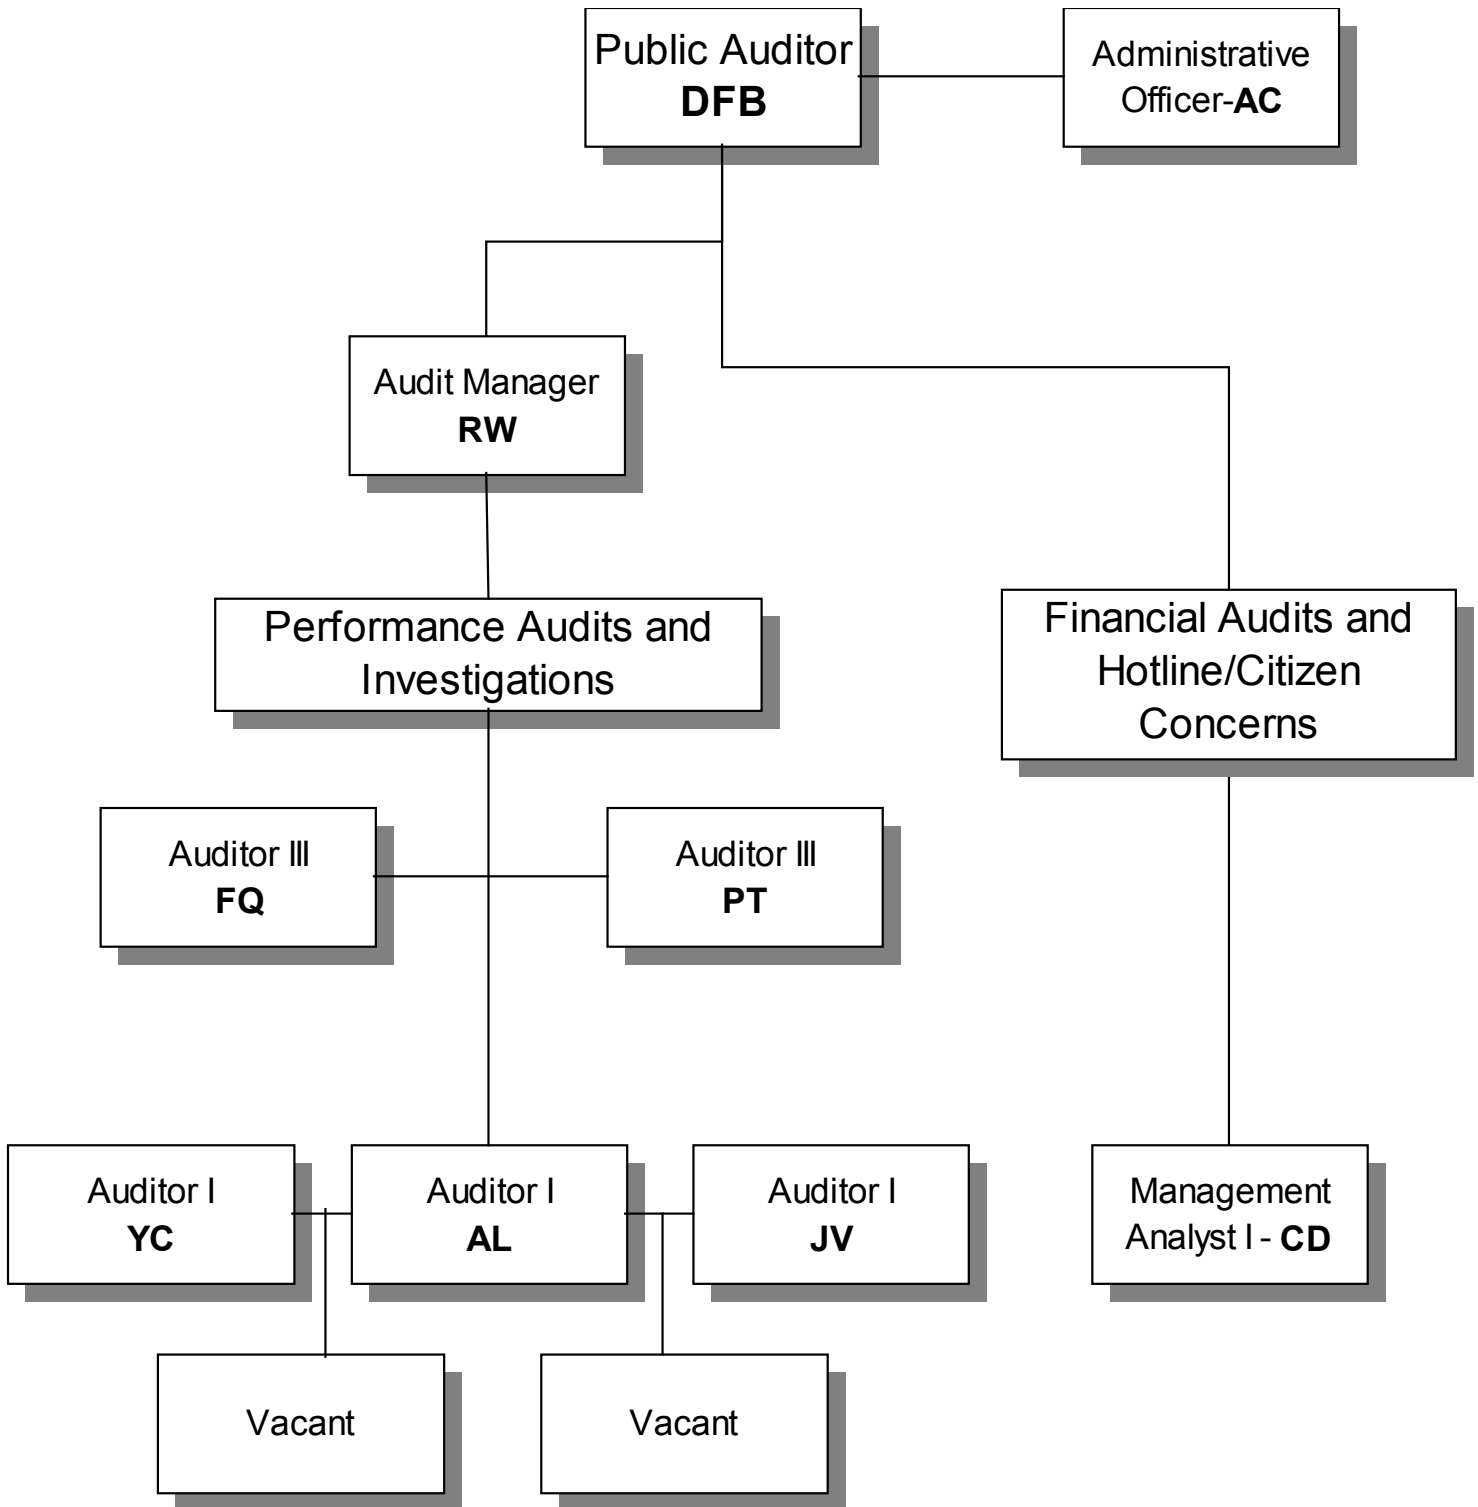 Public Auditor
DFB
Administrative
Officer-AC
Audit Manager
RW
Performance Audits and
Investigations
Financial Audits and
Hotline/Citizen
Concerns
Auditor III
FQ
Auditor III
PT
Auditor I
YC
Auditor I
AL
Auditor I
JV
Management
Analyst I - CD
Vacant
Vacant